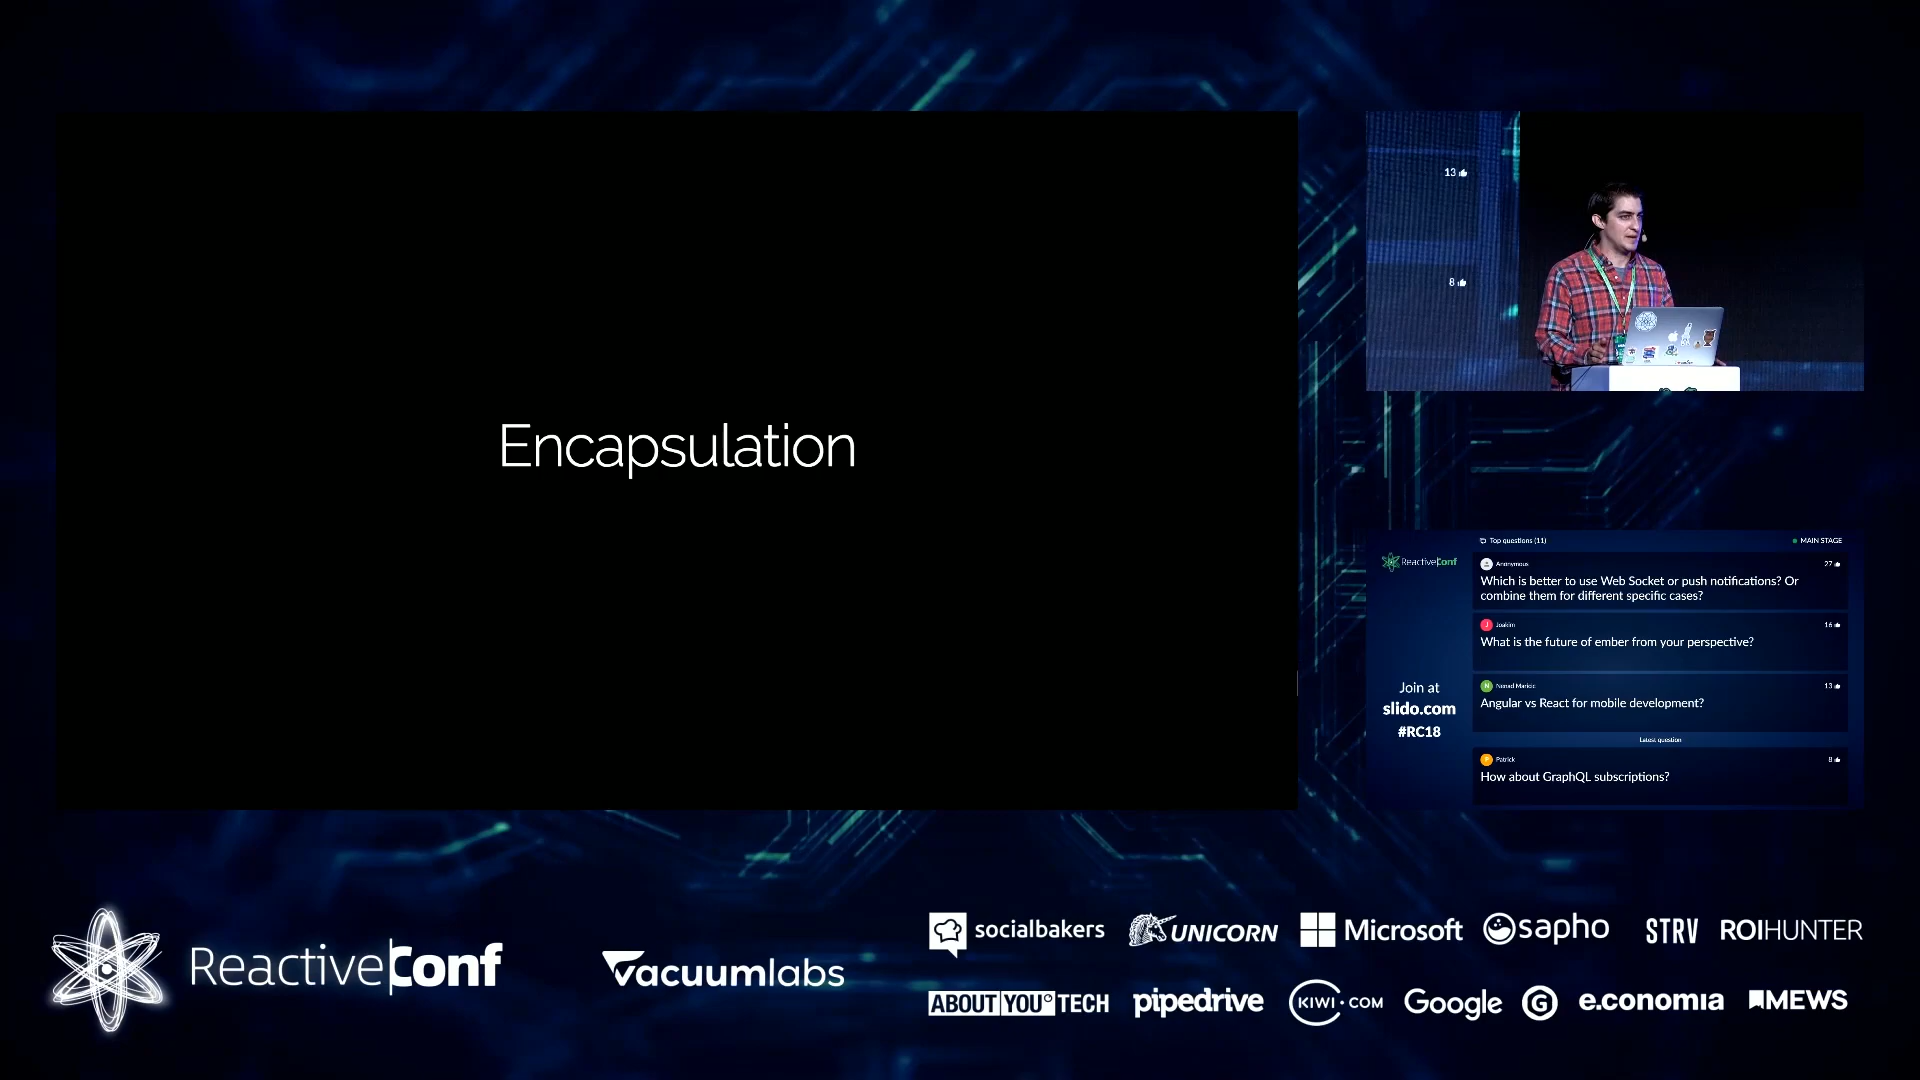 Encapsulation
13
8
Top questions (11)
MAIN STAGE
ReactiveConf
Anonymous
27
Which is better to use Web Socket or push notifications? Or
combine them for different specific cases?
Joakim
16
What is the future of ember from your perspective?
Join at
slido.com
#RC18
Nenad Maricic
13
Angular vs React for mobile development?
Latest question
Patrick
8
How about GraphQL subscriptions?
ReactiveConf
vacuumlabs
socialbakers
UNICORN
Microsoft
sapho
STRV
ROIHUNTER
ABOUT YOU TECH
pipedrive
KIWI.COM
Google
G
e.conomia
MEWS